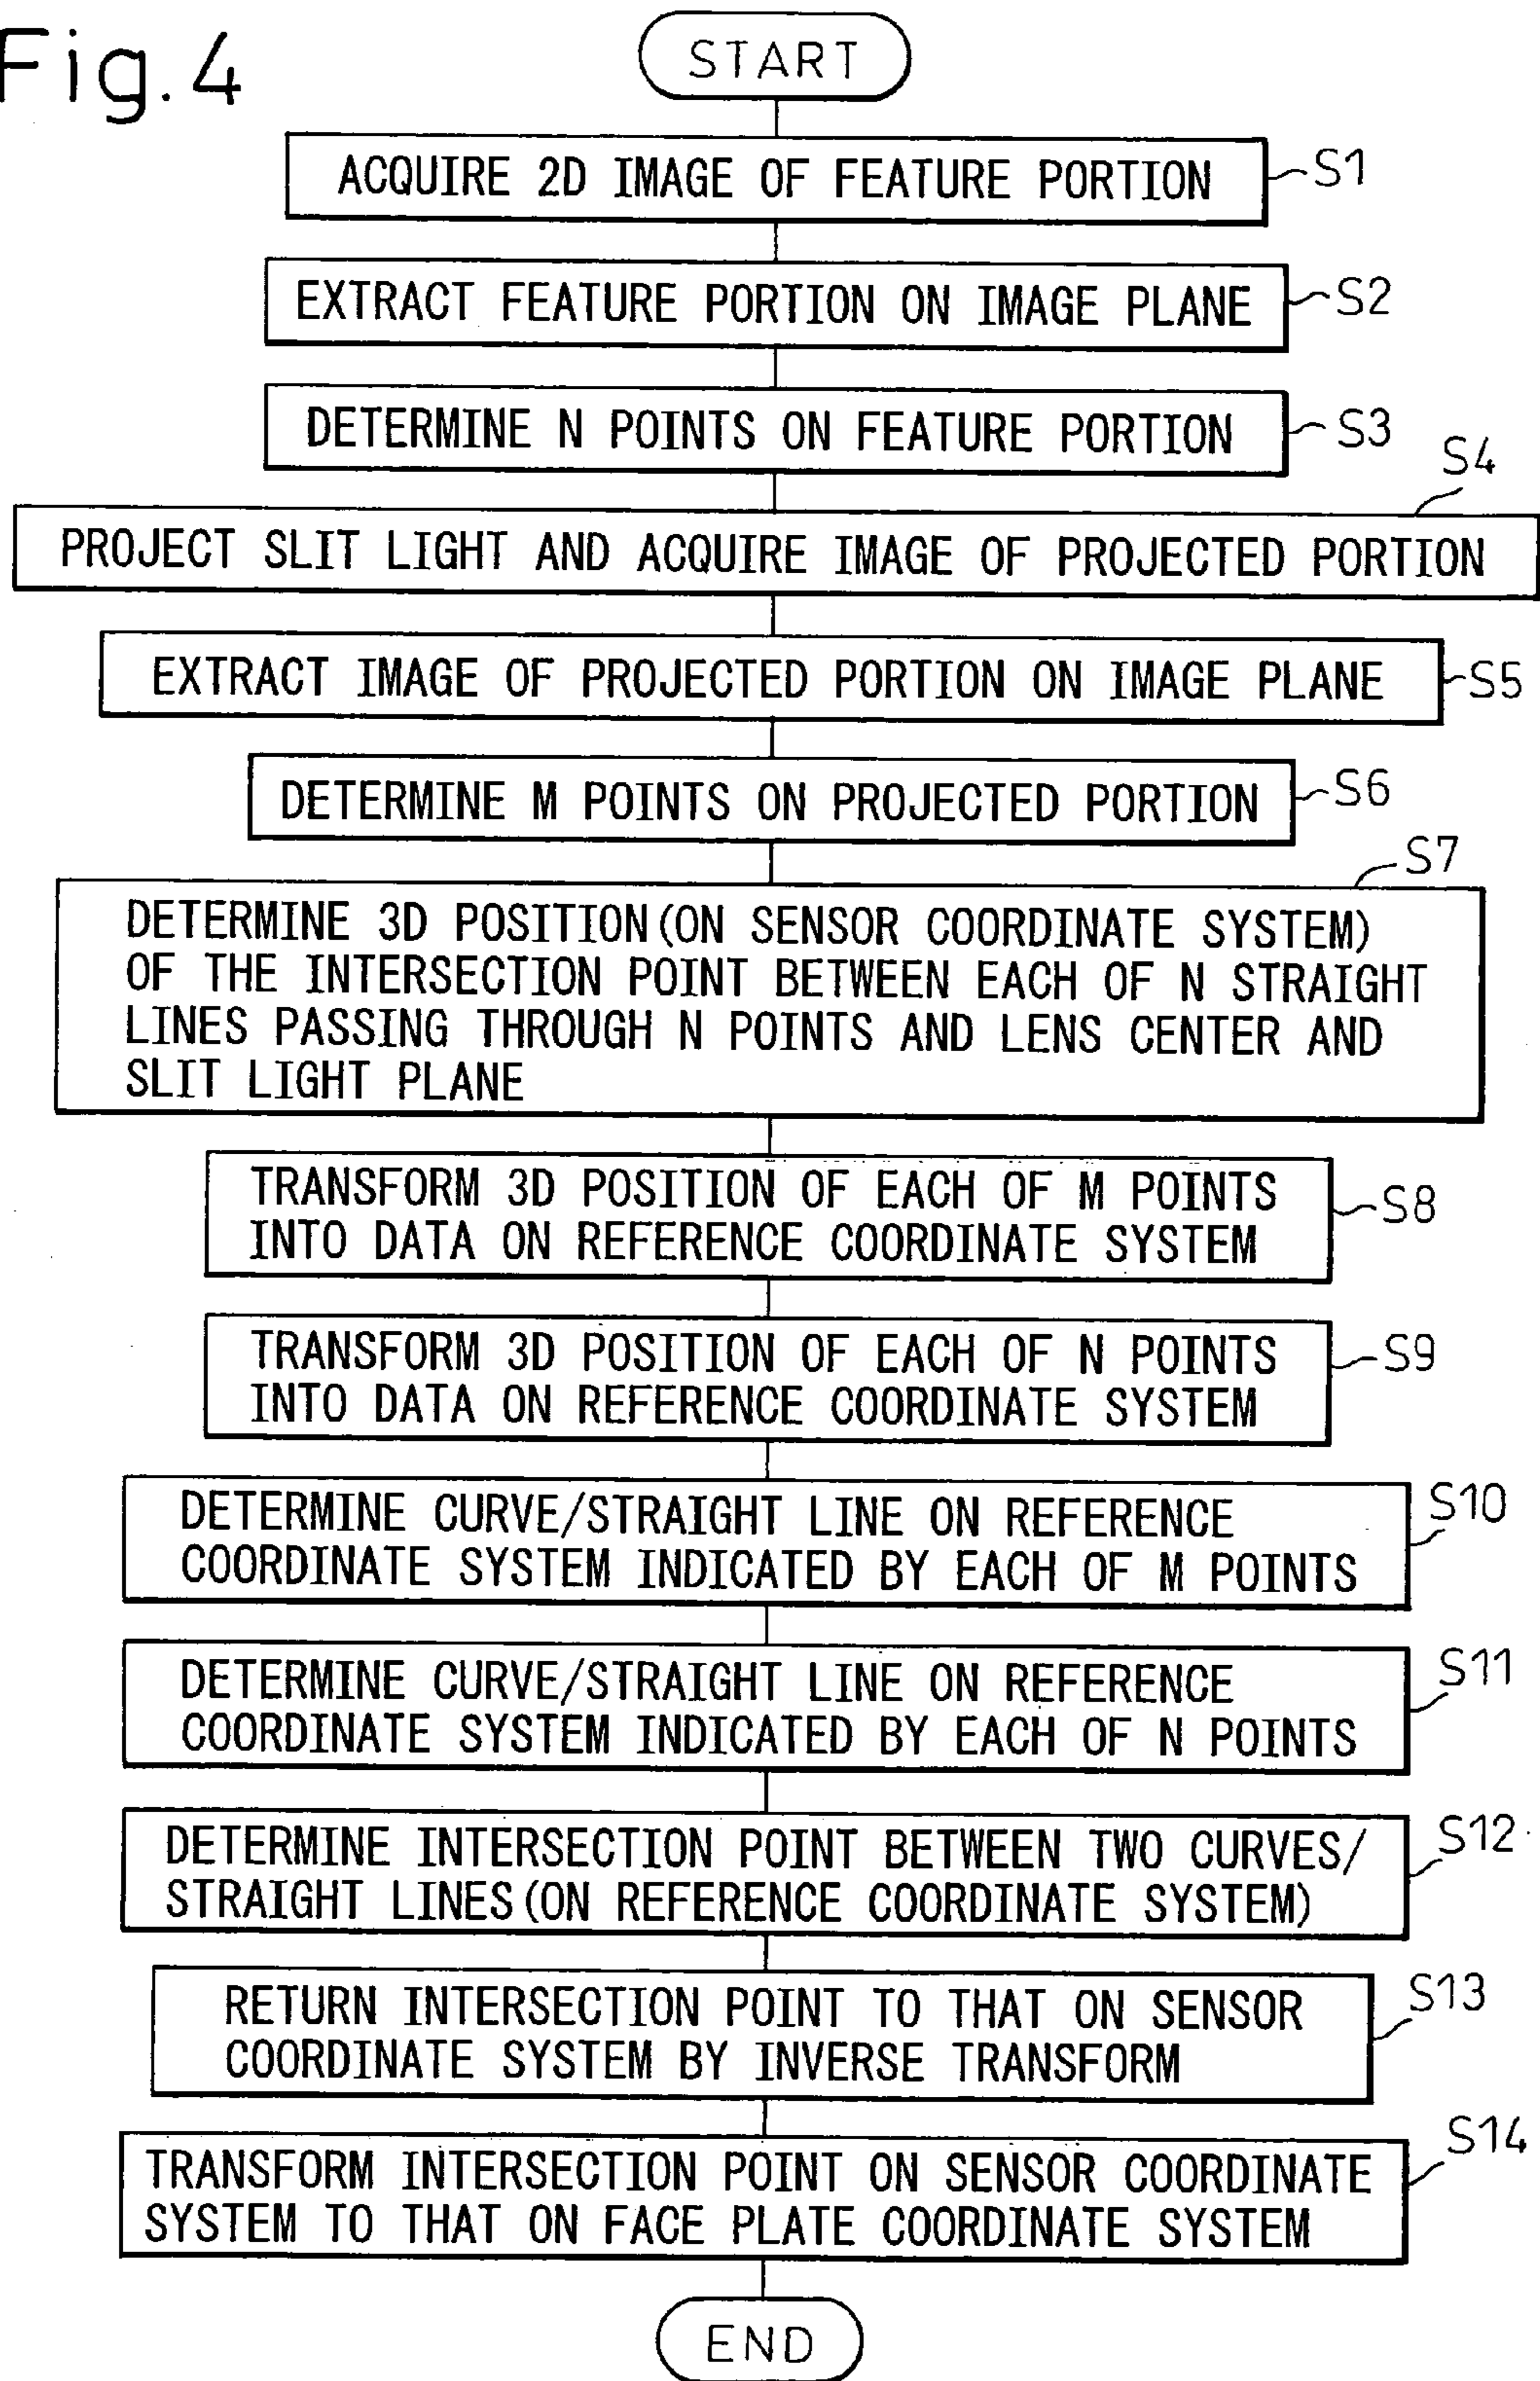 Fig.4
START
ACQUIRE 2D IMAGE OF FEATURE PORTION
S1
EXTRACT FEATURE PORTION ON IMAGE PLANE
S2
DETERMINE N POINTS ON FEATURE PORTION
S3
S4
PROJECT SLIT LIGHT AND ACQUIRE IMAGE OF PROJECTED PORTION
EXTRACT IMAGE OF PROJECTED PORTION ON IMAGE PLANE
S5
DETERMINE M POINTS ON PROJECTED PORTION
S6
S7
DETERMINE 3D POSITION(ON SENSOR COORDINATE SYSTEM)
OF THE INTERSECTION POINT BETWEEN EACH OF N STRAIGHT
LINES PASSING THROUGH N POINTS AND LENS CENTER AND
SLIT LIGHT PLANE
TRANSFORM 3D POSITION OF EACH OF M POINTS
INTO DATA ON REFERENCE COORDINATE SYSTEM
S8
TRANSFORM 3D POSITION OF EACH OF N POINTS
INTO DATA ON REFERENCE COORDINATE SYSTEM
S9
DETERMINE CURVE/STRAIGHT LINE ON REFERENCE
COORDINATE SYSTEM INDICATED BY EACH OF M POINTS
S10
DETERMINE CURVE/STRAIGHT LINE ON REFERENCE
COORDINATE SYSTEM INDICATED BY EACH OF N POINTS
S11
DETERMINE INTERSECTION POINT BETWEEN TWO CURVES/
STRAIGHT LINES(ON REFERENCE COORDINATE SYSTEM)
S12
RETURN INTERSECTION POINT TO THAT ON SENSOR
COORDINATE SYSTEM BY INVERSE TRANSFORM
S13
TRANSFORM INTERSECTION POINT ON SENSOR COORDINATE
SYSTEM TO THAT ON FACE PLATE COORDINATE SYSTEM
S14
END